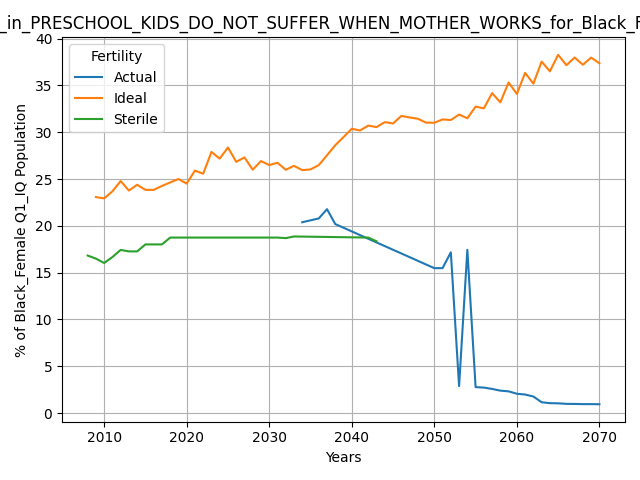 _in_PRESCHOOL_KIDS_DO_NOT_SUFFER_WHEN_MOTHER_WORKS_for_Black_F
40
35
30
25
20
15
10
5
0
% of Black_Female Q1_IQ Population
Fertility
Actual
Ideal
Sterile
2010 2020 2030 2040 2050 2060 2070
Years